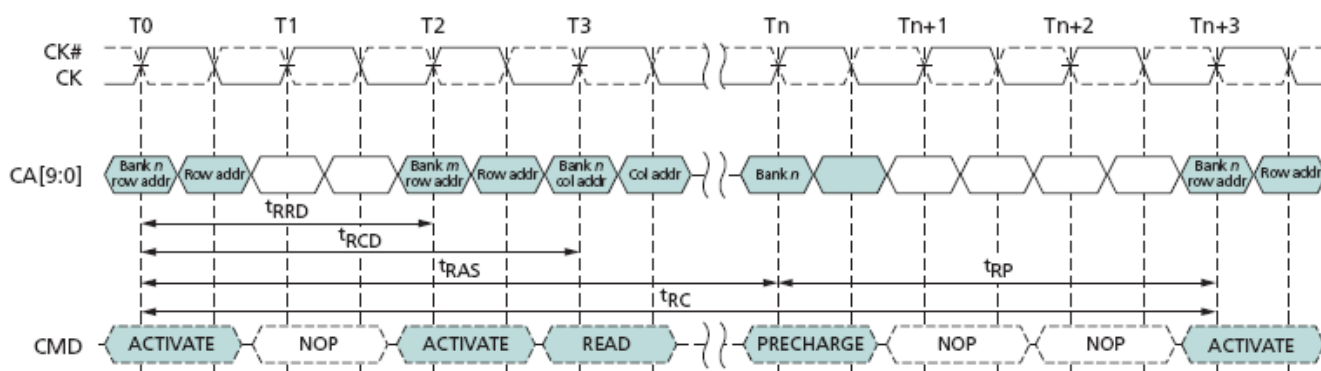 T0 T1 T2 T3 Tn Tn+1 Tn+2 Tn+3
CK#
CK
CA[9:0]
Bank n row addr
Row addr
Bank m row addr
Row addr
Bank n col addr
Col addr
Bank n
Bank n row addr
Row addr
tRRD
tRCD
tRAS tRP
tRC
CMD ACTIVATE NOP ACTIVATE READ PRECHARGE NOP NOP ACTIVATE